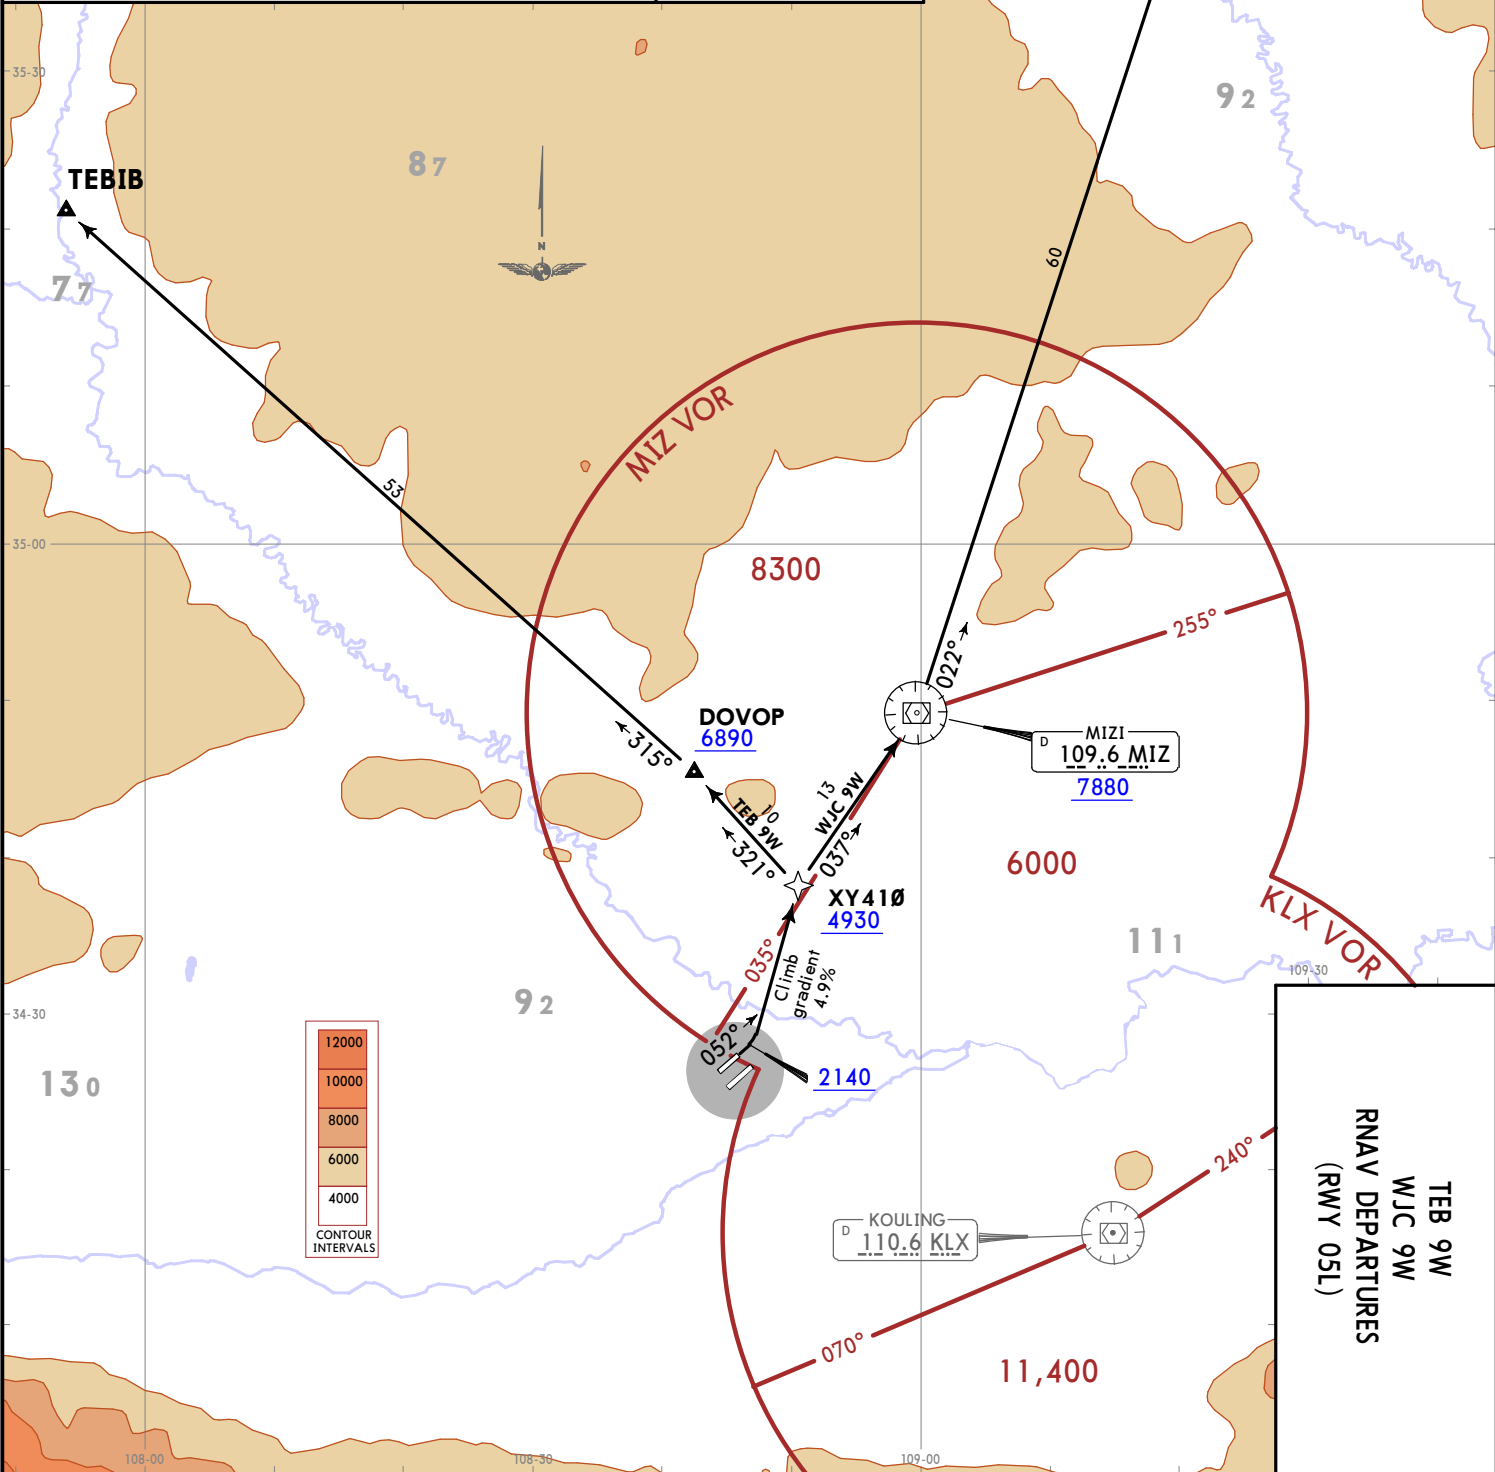 35-30
92
TEBIB
87
N
77
60
MIZ VOR
53
35-00
8300
255°
022°
DOVOP
6890
315°
MIZI
D
109.6 MIZ
7880
13
WJC 9W
037°
10
TEB 9W
321°
6000
XY41Ø
4930
KLX VOR
035°
Climb
gradient
4.9%
111
109-30
92
34-30
052°
2140
130
12000
10000
8000
6000
4000
CONTOUR
INTERVALS
240°
KOULING
D
110.6 KLX
TEB 9W
WJC 9W
RNAV DEPARTURES
(RWY 05L)
070°
11,400
108-00
108-30
109-00